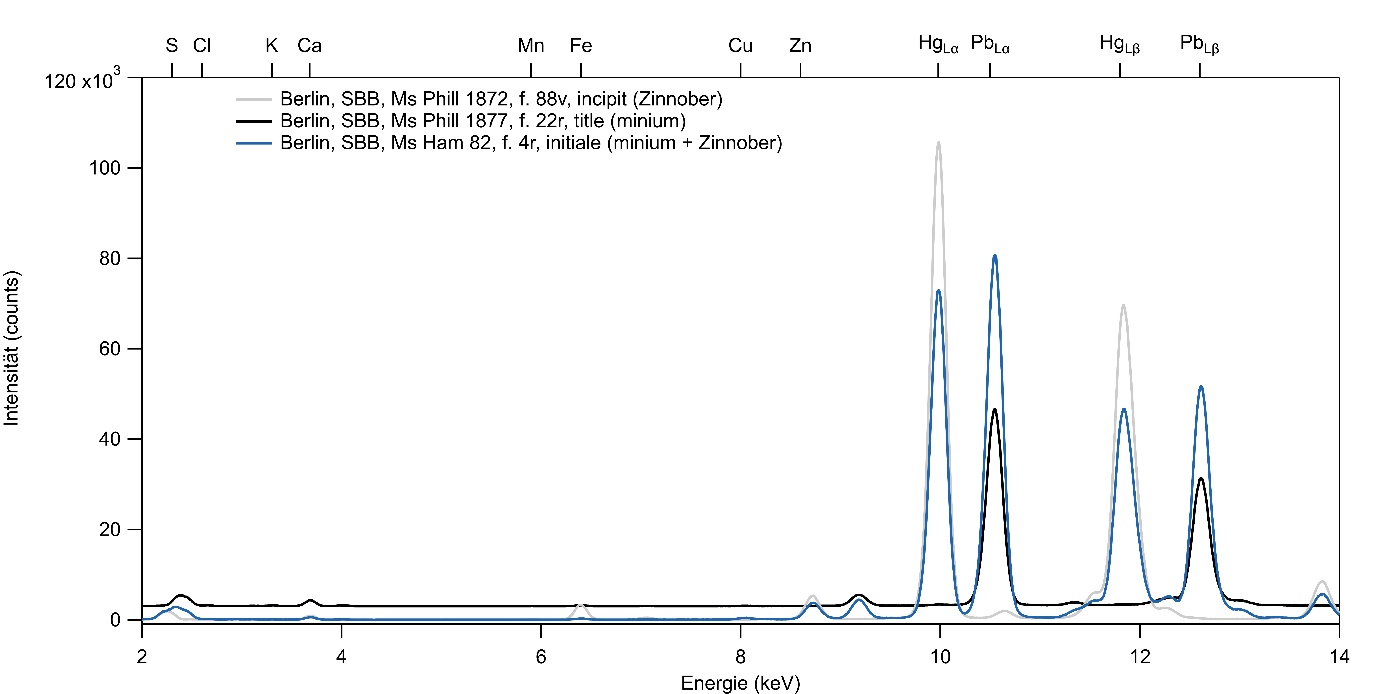 S Cl K Ca Mn Fe Cu Zn HgLα PbLα HgLβ PbLβ
120 x10³
Berlin, SBB, Ms Phill 1872, f. 88v, incipit (Zinnober)
Berlin, SBB, Ms Phill 1877, f. 22r, title (minium)
Berlin, SBB, Ms Ham 82, f. 4r, initiale (minium + Zinnober)
100
80
60
40
20
0
Intensität (counts)
2 4 6 8 10 12 14
Energie (keV)